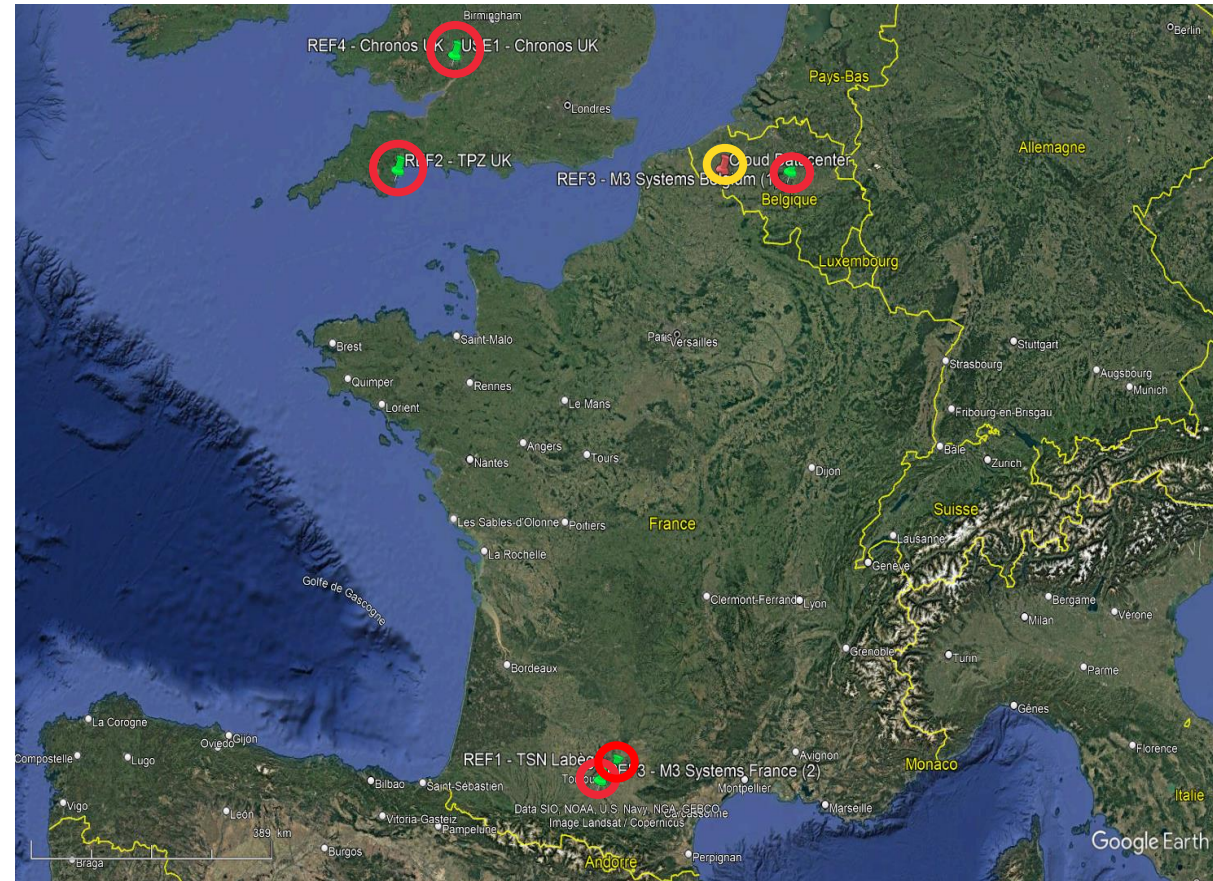 Birmingham
Berlin
REF4 - Chronos UK
USE1 - Chronos UK
Pays-Bas
Londres
Allemagne
REF2 - TPZ UK
Cloud Datacenter
REF3 - M3 Systems Belgium (1)
Belgique
Luxembourg
Brest
Saint-Malo
Paris
Versailles
Stuttgart
Strasbourg
Quimper
Rennes
Augsbourg
Munich
Lorient
Le Mans
Fribourg-en-Brisgau
Angers
Nantes
Tours
Bâle
Zurich
Dijon
Les Sables-d'Olonne
Poitiers
France
Suisse
La Rochelle
Lausanne
Genève
Golfe de Gascogne
Clermont-Ferrand
Lyon
Bergame
Milan
Vérone
Grenoble
Turin
Bordeaux
Parme
Gênes
La Corogne
Oviedo
Gijon
Compostelle
Lugo
REF1 - TSN Labège
Avignon
Florence
Monaco
REF3 - M3 Systems France (2)
Bilbao
Saint-Sébastien
Montpellier
Italie
Vigo
León
Vitoria-Gasteiz
Pampelune
Data SIO, NOAA, U.S. Navy, NGA, GEBCO
Carcassonne
Marseille
Image Landsat / Copernicus
389 km
Google Earth
Burgos
Braga
Andorre
Perpignan